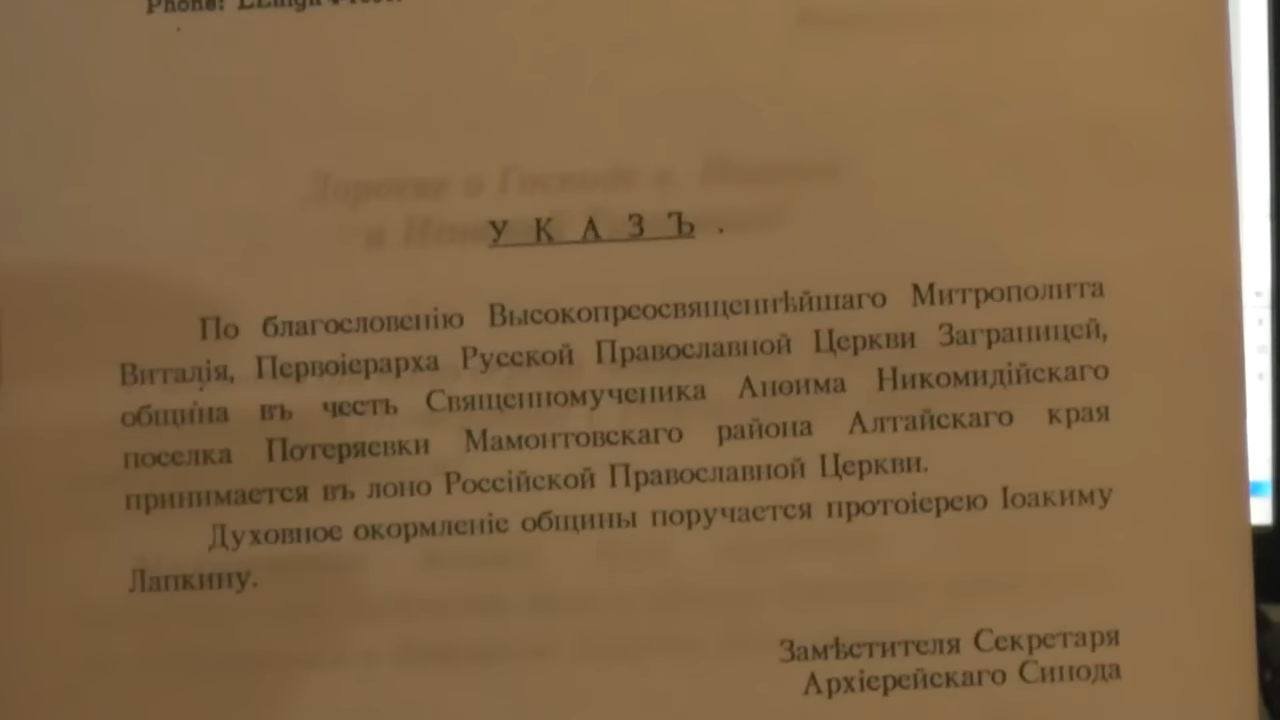 Phone:
У К А З Ъ .
По благословенію Высокопреосвященнѣйшаго Митрополита
Виталія, Первоіерарха Русской Православной Церкви Заграницей,
община въ честь Священномученика Анѳима Никомидійскаго
поселка Потеряевки Мамонтовскаго района Алтайскаго края
принимается въ лоно Россійской Православной Церкви.
Духовное окормленіе общины поручается протоіерею Іоакиму
Лапкину.
Замѣстителя Секретаря
Архіерейскаго Синода